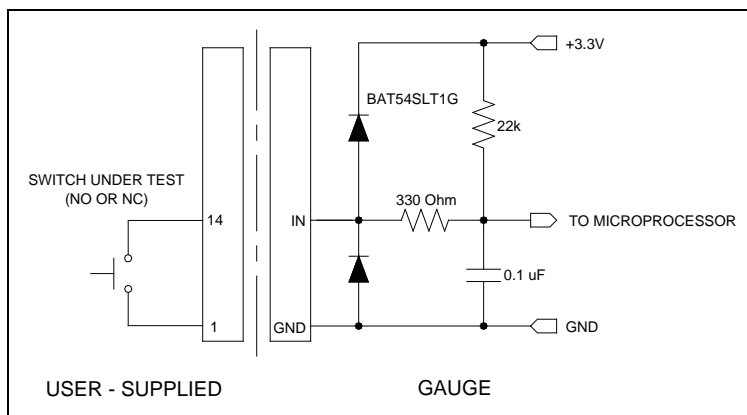 +3.3V
BAT54SLT1G
22k
SWITCH UNDER TEST
(NO OR NC)
330 Ohm
14
IN
TO MICROPROCESSOR
0.1 uF
1
GND
GND
USER - SUPPLIED
GAUGE